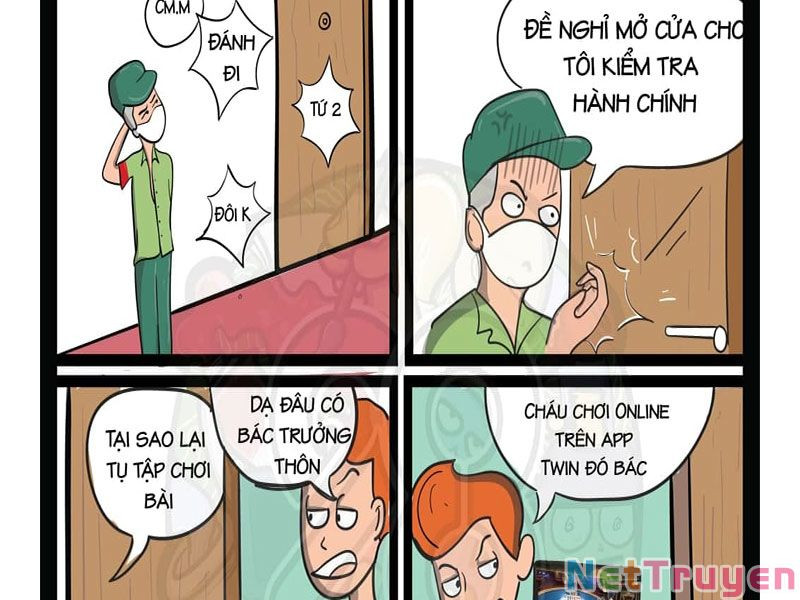 CM.M
ĐÁNH
ĐI
TỨ 2
ĐÔI K
ĐỀ NGHỈ MỞ CỬA CHO
TÔI KIỂM TRA
HÀNH CHÍNH
TẠI SAO LẠI
TỤ TẬP CHƠI
BÀI
DẠ ĐÂU CÓ
BÁC TRƯỞNG
THÔN
CHÁU CHƠI ONLINE
TRÊN APP
TWIN ĐÓ BÁC
NetTruyen